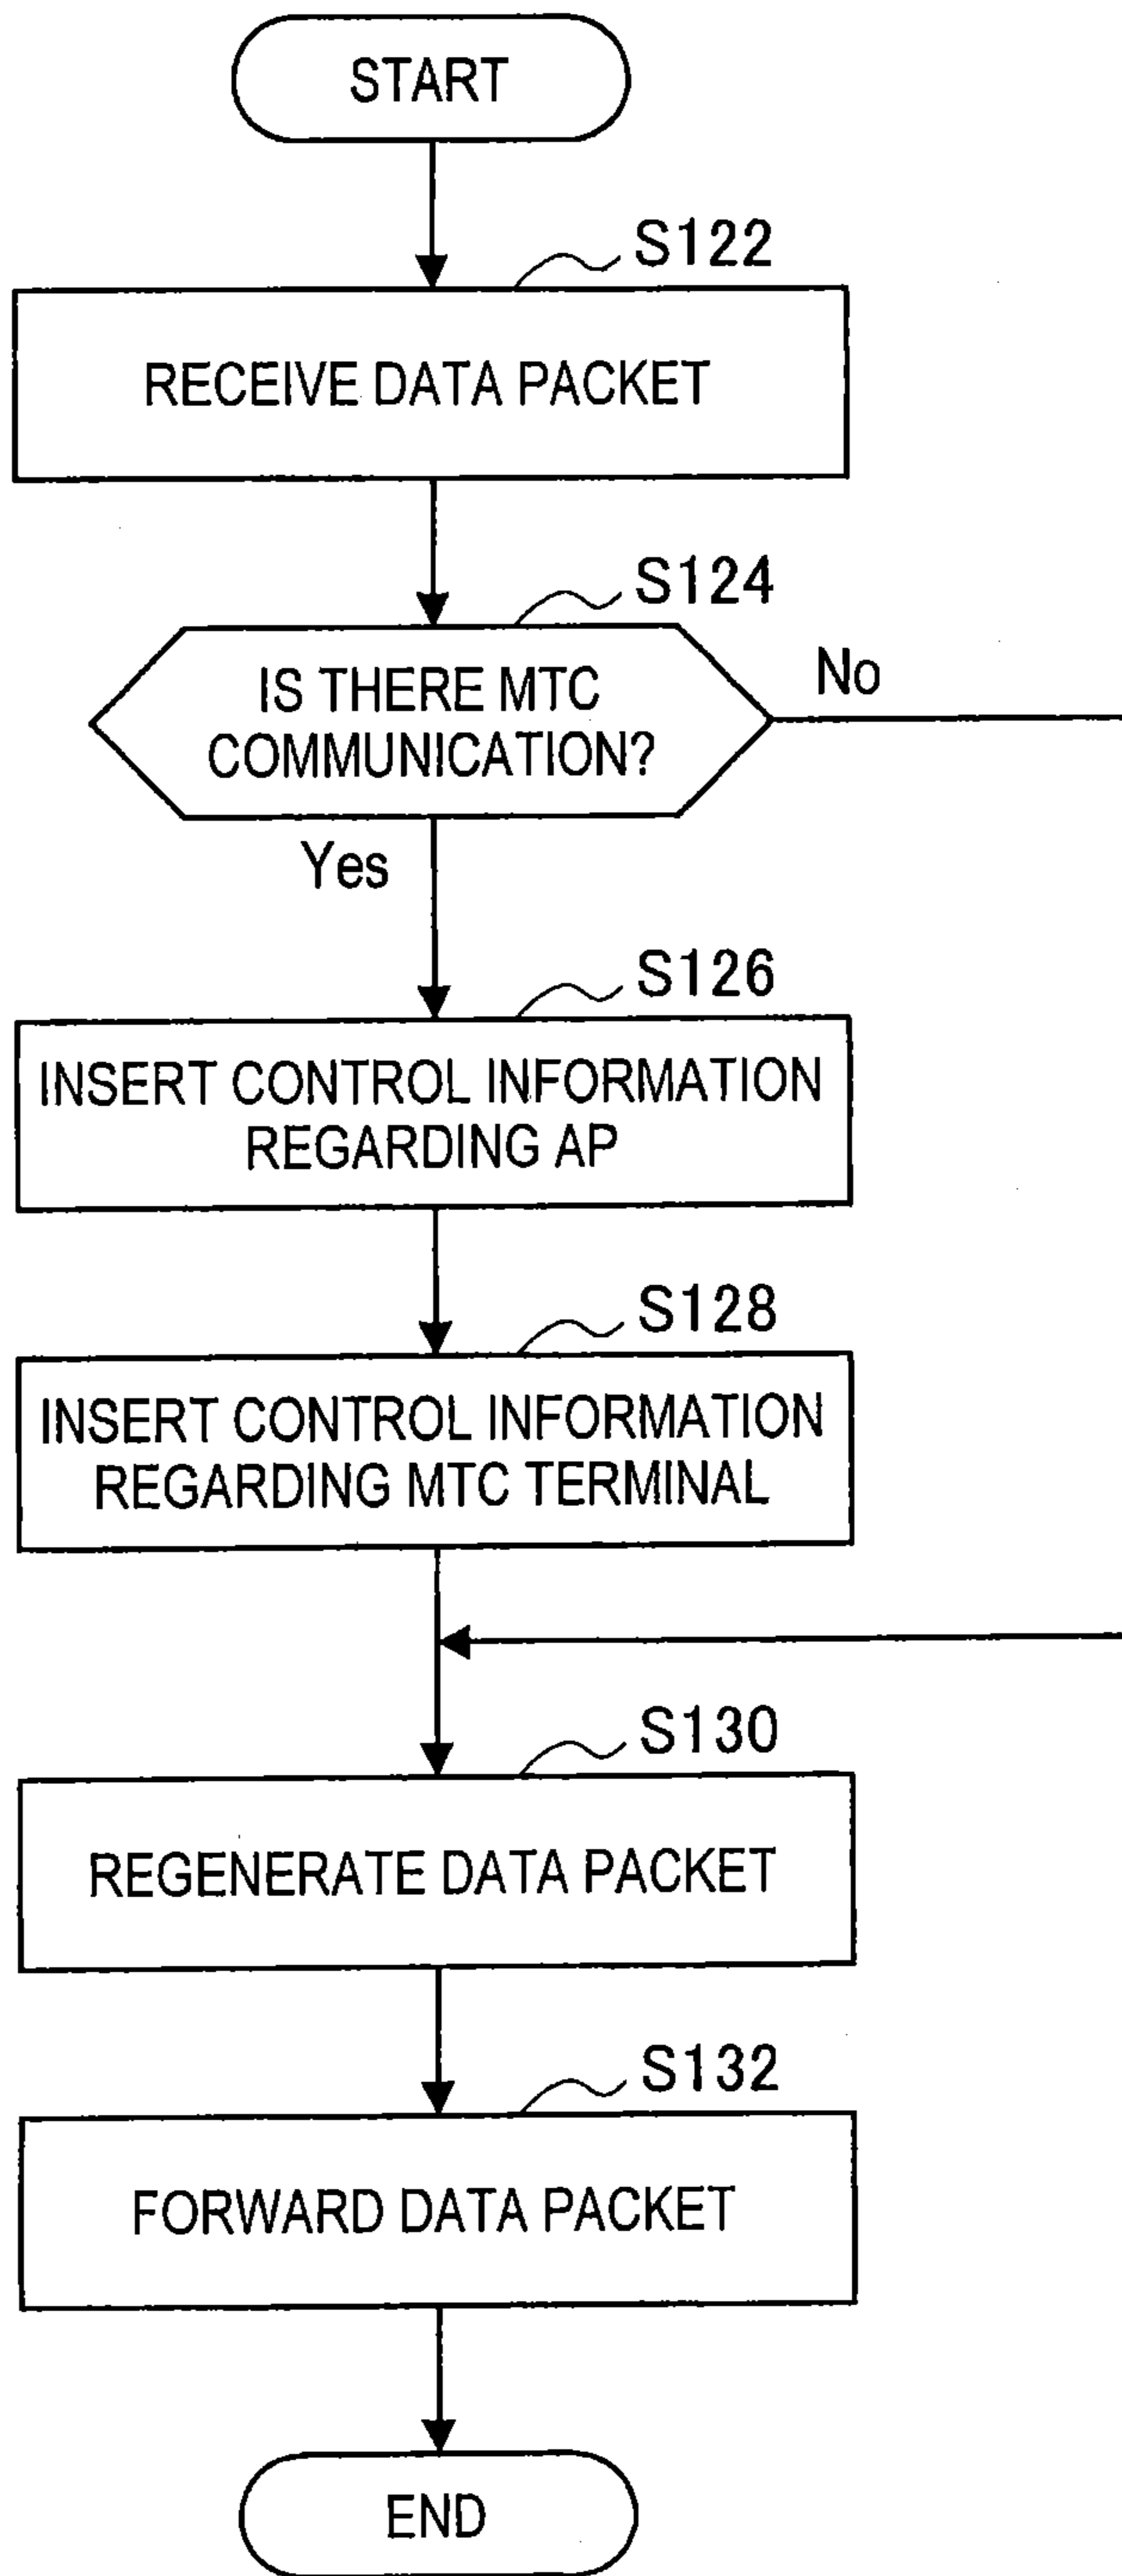 START
S122
RECEIVE DATA PACKET
S124
IS THERE MTC
COMMUNICATION?
No
Yes
S126
INSERT CONTROL INFORMATION
REGARDING AP
S128
INSERT CONTROL INFORMATION
REGARDING MTC TERMINAL
S130
REGENERATE DATA PACKET
S132
FORWARD DATA PACKET
END